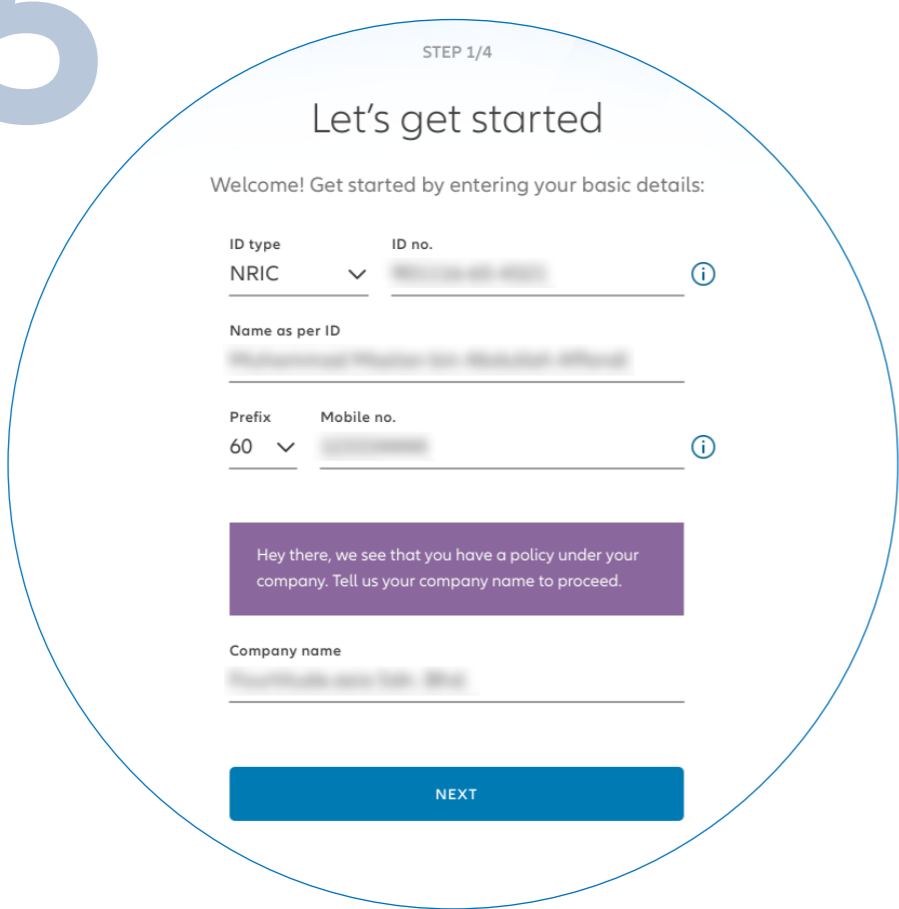 STEP 1/4
Let's get started
Welcome! Get started by entering your basic details:
ID type ID no.
NRIC
Name as per ID
Prefix Mobile no.
60
Hey there, we see that you have a policy under your
company. Tell us your company name to proceed.
Company name
NEXT